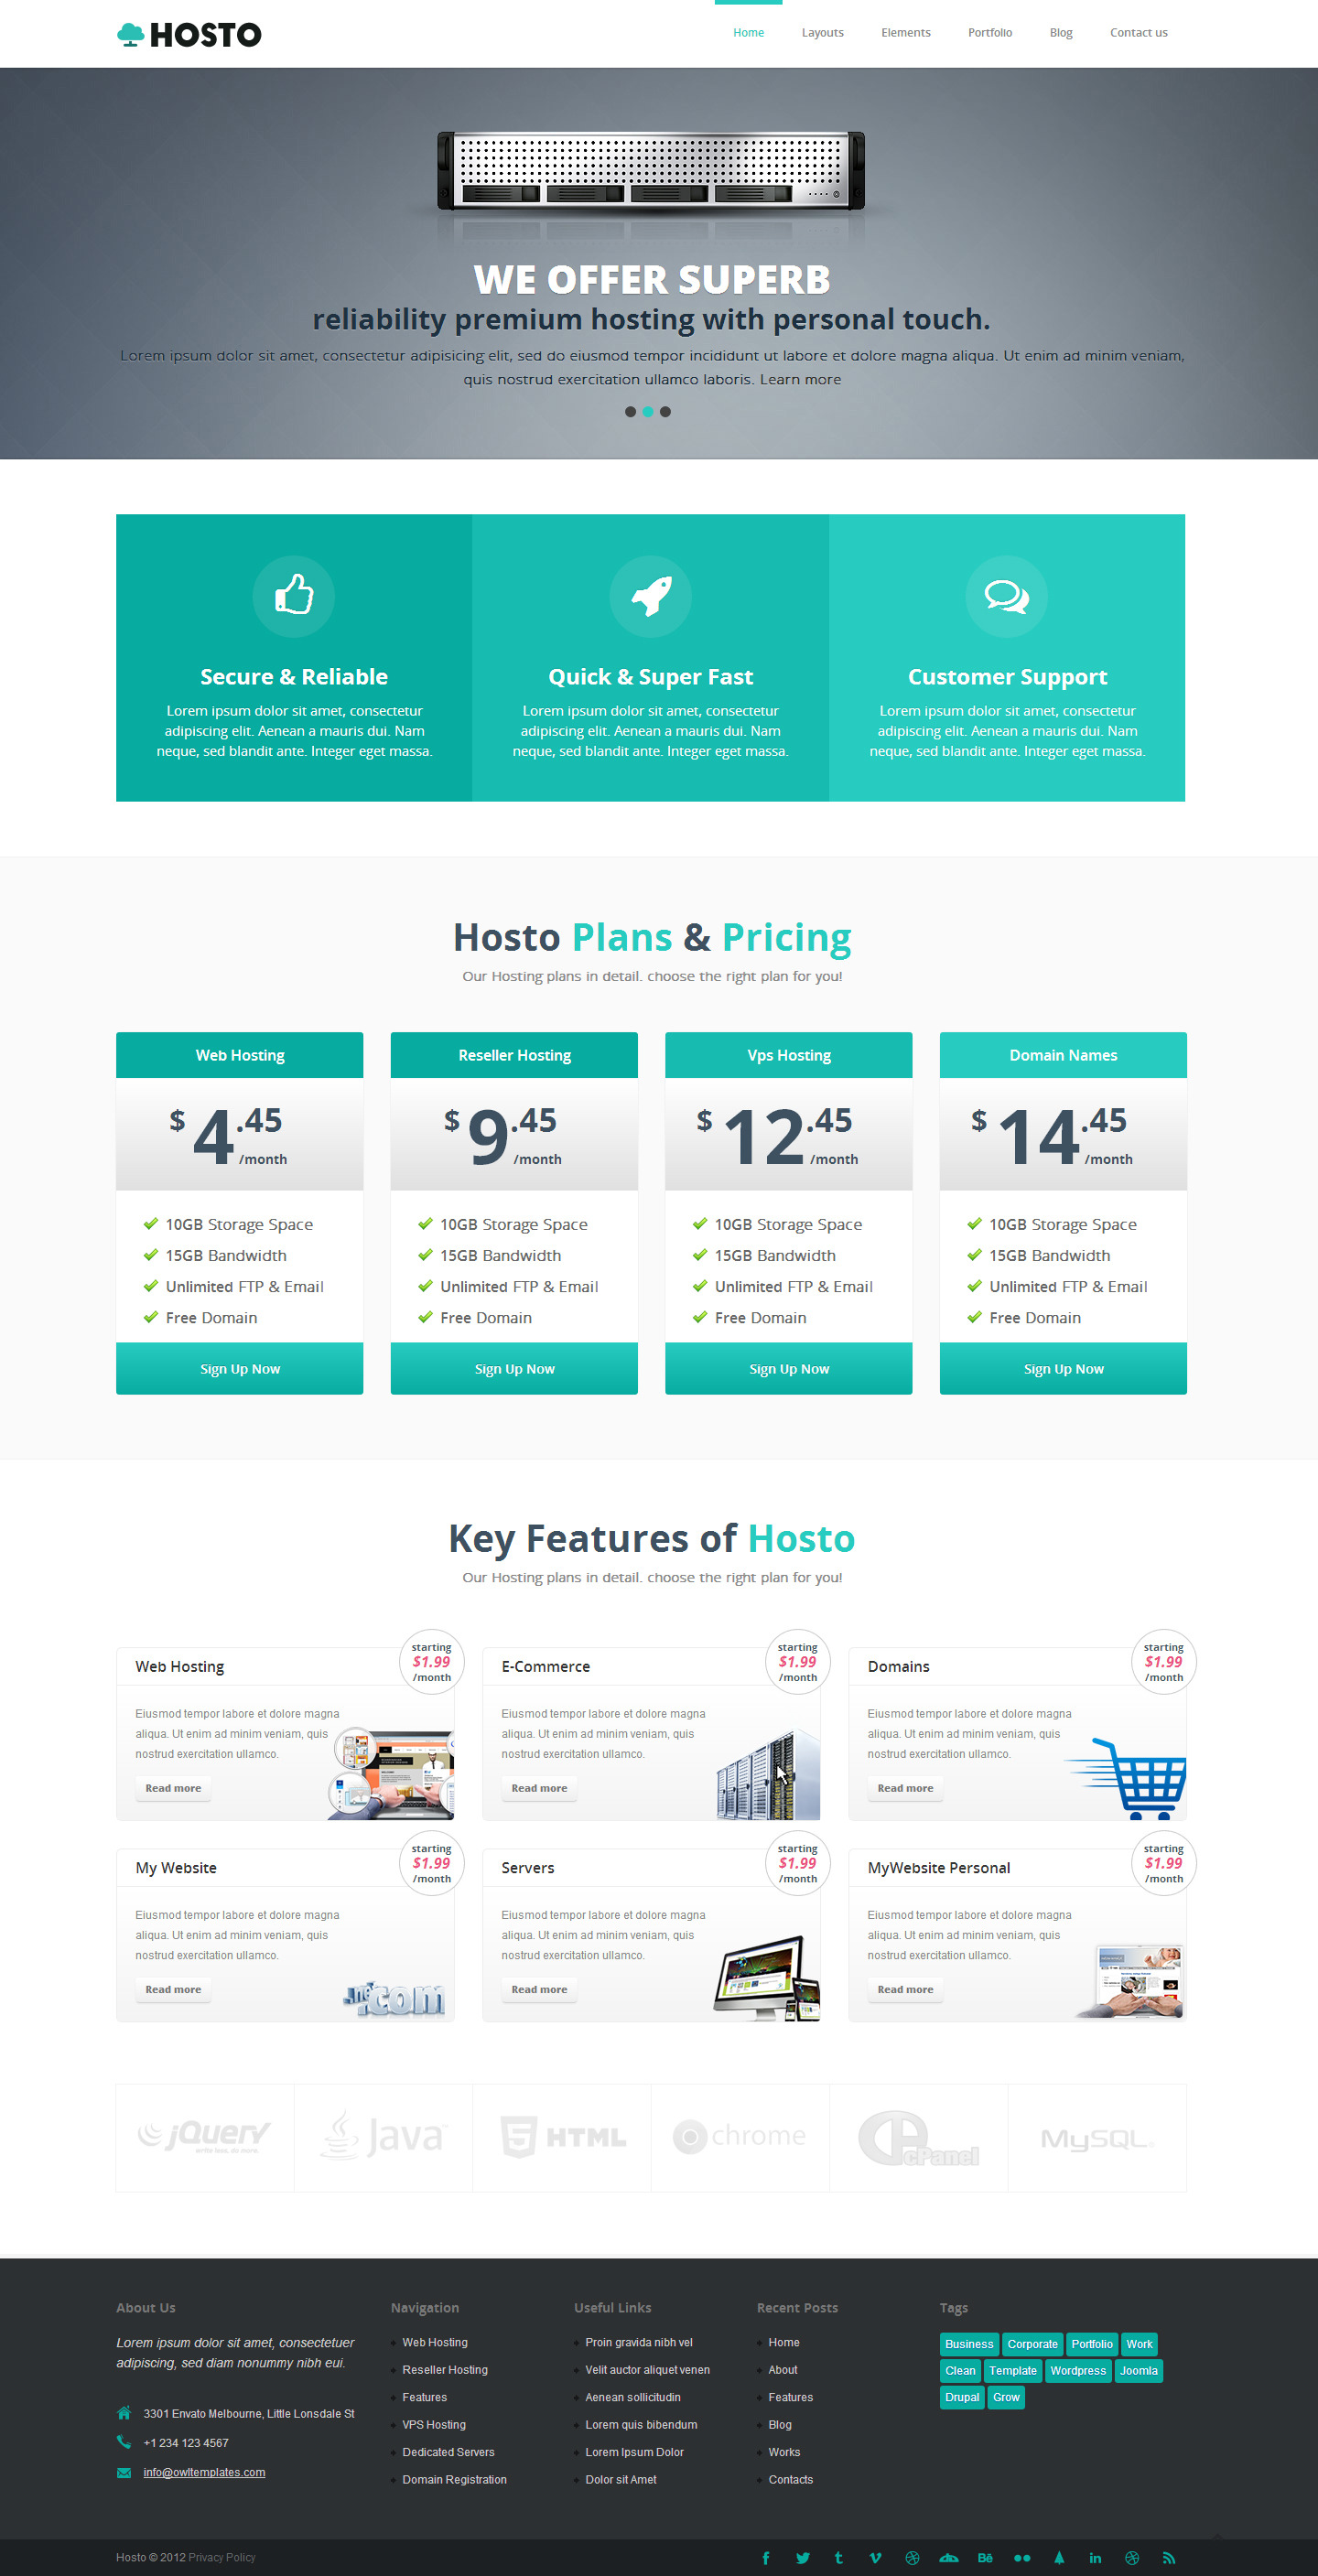 HOSTO
Home Layouts Elements Portfolio Blog Contact us
WE OFFER SUPERB
reliability premium hosting with personal touch.
Lorem ipsum dolor sit amet, consectetur adipisicing elit, sed do eiusmod tempor incididunt ut labore et dolore magna aliqua. Ut enim ad minim veniam,
quis nostrud exercitation ullamco laboris. Learn more
Secure & Reliable
Lorem ipsum dolor sit amet, consectetur
adipiscing elit. Aenean a mauris dui. Nam
neque, sed blandit ante. Integer eget massa.
Quick & Super Fast
Lorem ipsum dolor sit amet, consectetur
adipiscing elit. Aenean a mauris dui. Nam
neque, sed blandit ante. Integer eget massa.
Customer Support
Lorem ipsum dolor sit amet, consectetur
adipiscing elit. Aenean a mauris dui. Nam
neque, sed blandit ante. Integer eget massa.
Hosto Plans & Pricing
Our Hosting plans in detail. choose the right plan for you!
Web Hosting
$ 4.45
/month
10GB Storage Space
15GB Bandwidth
Unlimited FTP & Email
Free Domain
Sign Up Now
Reseller Hosting
$ 9.45
/month
10GB Storage Space
15GB Bandwidth
Unlimited FTP & Email
Free Domain
Sign Up Now
Vps Hosting
$ 12.45
/month
10GB Storage Space
15GB Bandwidth
Unlimited FTP & Email
Free Domain
Sign Up Now
Domain Names
$ 14.45
/month
10GB Storage Space
15GB Bandwidth
Unlimited FTP & Email
Free Domain
Sign Up Now
Key Features of Hosto
Our Hosting plans in detail. choose the right plan for you!
Web Hosting
starting
$1.99
/month
Eiusmod tempor labore et dolore magna
aliqua. Ut enim ad minim veniam, quis
nostrud exercitation ullamco.
Read more
E-Commerce
starting
$1.99
/month
Eiusmod tempor labore et dolore magna
aliqua. Ut enim ad minim veniam, quis
nostrud exercitation ullamco.
Read more
Domains
starting
$1.99
/month
Eiusmod tempor labore et dolore magna
aliqua. Ut enim ad minim veniam, quis
nostrud exercitation ullamco.
Read more
My Website
starting
$1.99
/month
Eiusmod tempor labore et dolore magna
aliqua. Ut enim ad minim veniam, quis
nostrud exercitation ullamco.
Read more
.com
Servers
starting
$1.99
/month
Eiusmod tempor labore et dolore magna
aliqua. Ut enim ad minim veniam, quis
nostrud exercitation ullamco.
Read more
MyWebsite Personal
starting
$1.99
/month
Eiusmod tempor labore et dolore magna
aliqua. Ut enim ad minim veniam, quis
nostrud exercitation ullamco.
Read more
jQuery
write less. do more.
Java
HTML
chrome
cPanel
MySQL
About Us
Lorem ipsum dolor sit amet, consectetuer
adipiscing, sed diam nonummy nibh eui.
3301 Envato Melbourne, Little Lonsdale St
+1 234 123 4567
info@owltemplates.com
Navigation
Web Hosting
Reseller Hosting
Features
VPS Hosting
Dedicated Servers
Domain Registration
Useful Links
Proin gravida nibh vel
Velit auctor aliquet venen
Aenean sollicitudin
Lorem quis bibendum
Lorem Ipsum Dolor
Dolor sit Amet
Recent Posts
Home
About
Features
Blog
Works
Contacts
Tags
Business Corporate Portfolio Work
Clean Template Wordpress Joomla
Drupal Grow
Hosto © 2012 Privacy Policy